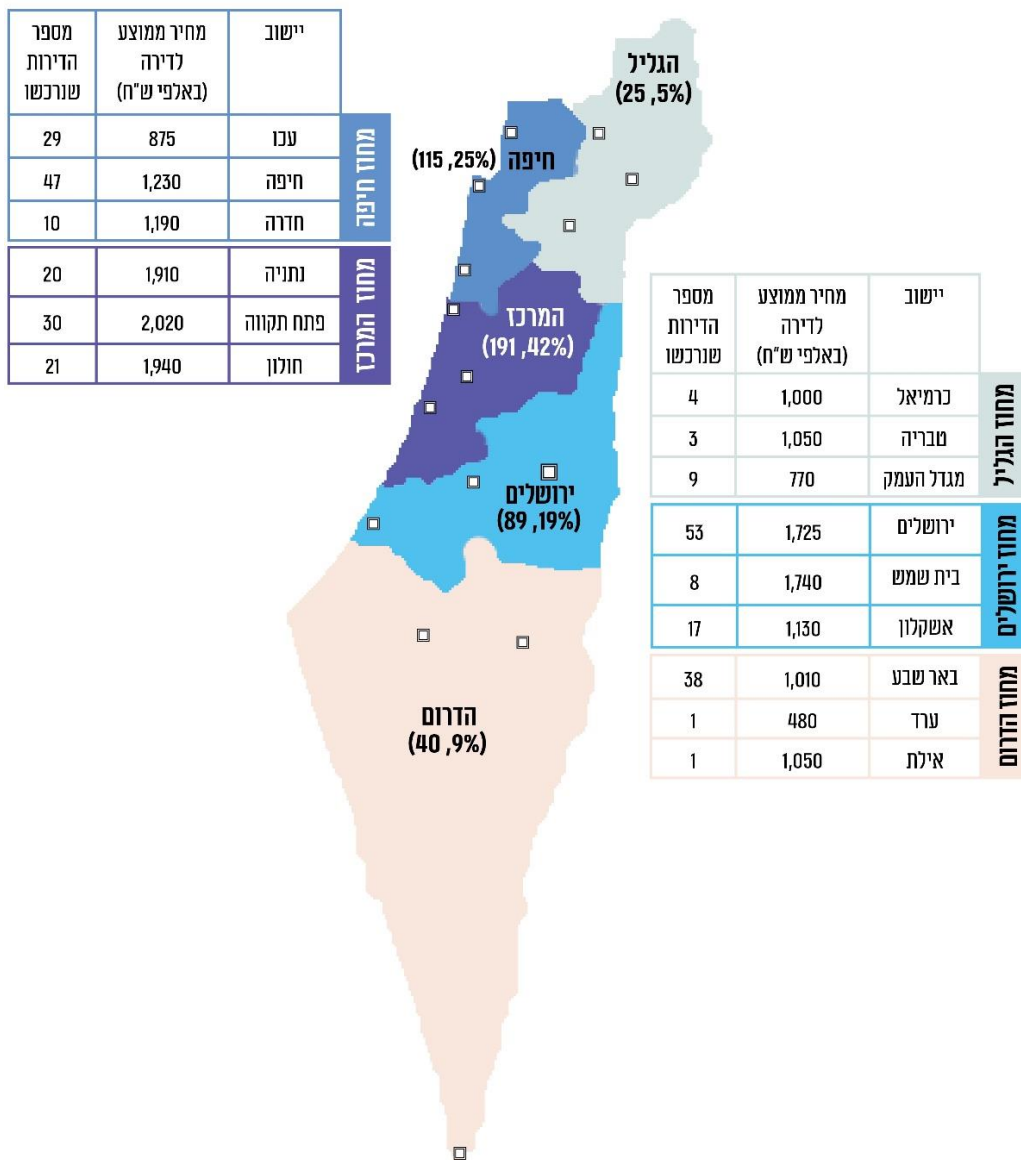 יישוב	מחיר ממוצע לדירה (באלפי ש"ח)	מספר הדירות שנרכשו
מחוז חיפה
עכו	875	29
חיפה	1,230	47
חדרה	1,190	10
מחוז המרכז
נתניה	1,910	20
פתח תקווה	2,020	30
חולון	1,940	21
הגליל
(25, 5%)
חיפה
(115, 25%)
המרכז
(191, 42%)
ירושלים
(89, 19%)
הדרום
(40, 9%)
יישוב	מחיר ממוצע לדירה (באלפי ש"ח)	מספר הדירות שנרכשו
מחוז הגליל
כרמיאל	1,000	4
טבריה	1,050	3
מגדל העמק	770	9
מחוז ירושלים
ירושלים	1,725	53
בית שמש	1,740	8
אשקלון	1,130	17
מחוז הדרום
באר שבע	1,010	38
ערד	480	1
אילת	1,050	1